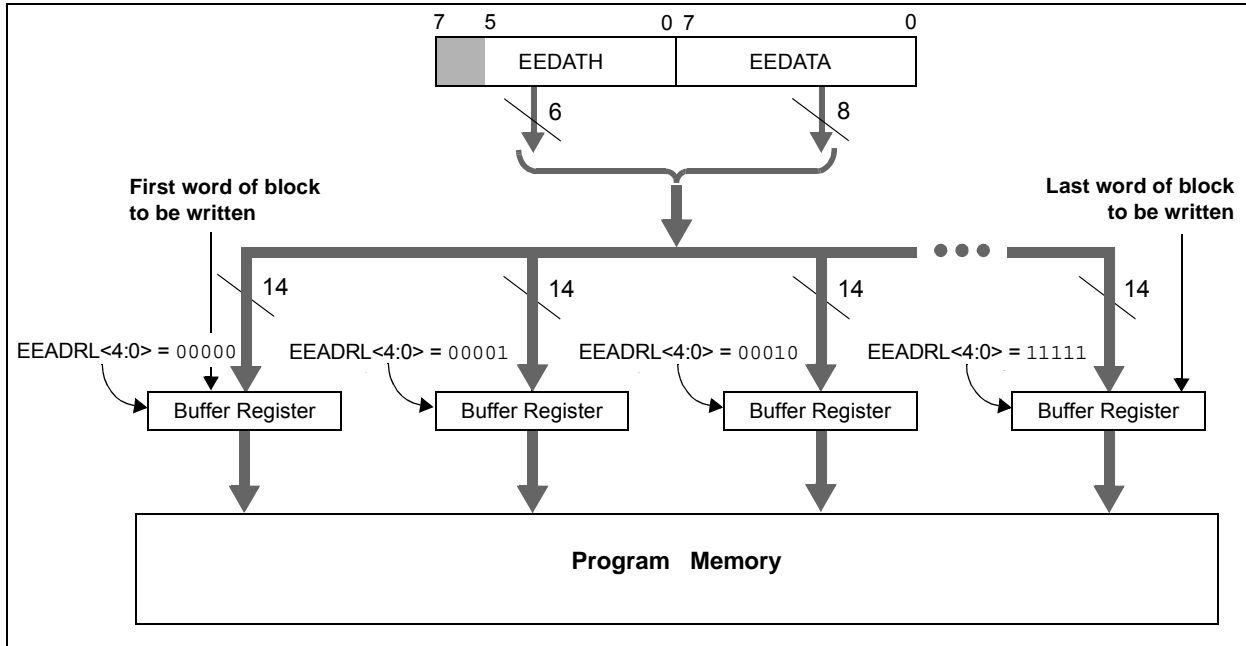 7 5 0 7 0
EEDATH EEDATA
6 8
First word of block
to be written
Last word of block
to be written
14 14 14 14
EEADRL<4:0> = 00000 EEADRL<4:0> = 00001 EEADRL<4:0> = 00010 EEADRL<4:0> = 11111
Buffer Register Buffer Register Buffer Register Buffer Register
Program Memory